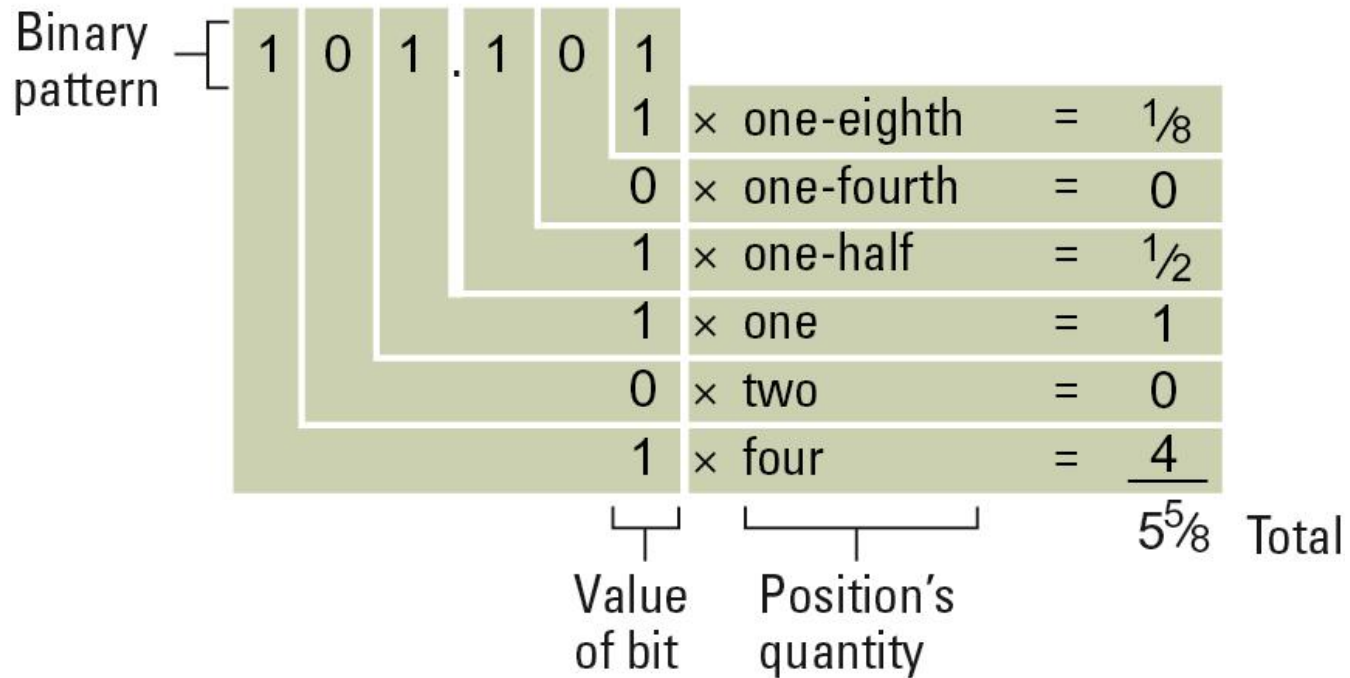 Binary
pattern
1 0 1 . 1 0 1
1 × one-eighth = 1/8
0 × one-fourth = 0
1 × one-half = 1/2
1 × one = 1
0 × two = 0
1 × four = 4
5 5/8 Total
Value
of bit
Position's
quantity